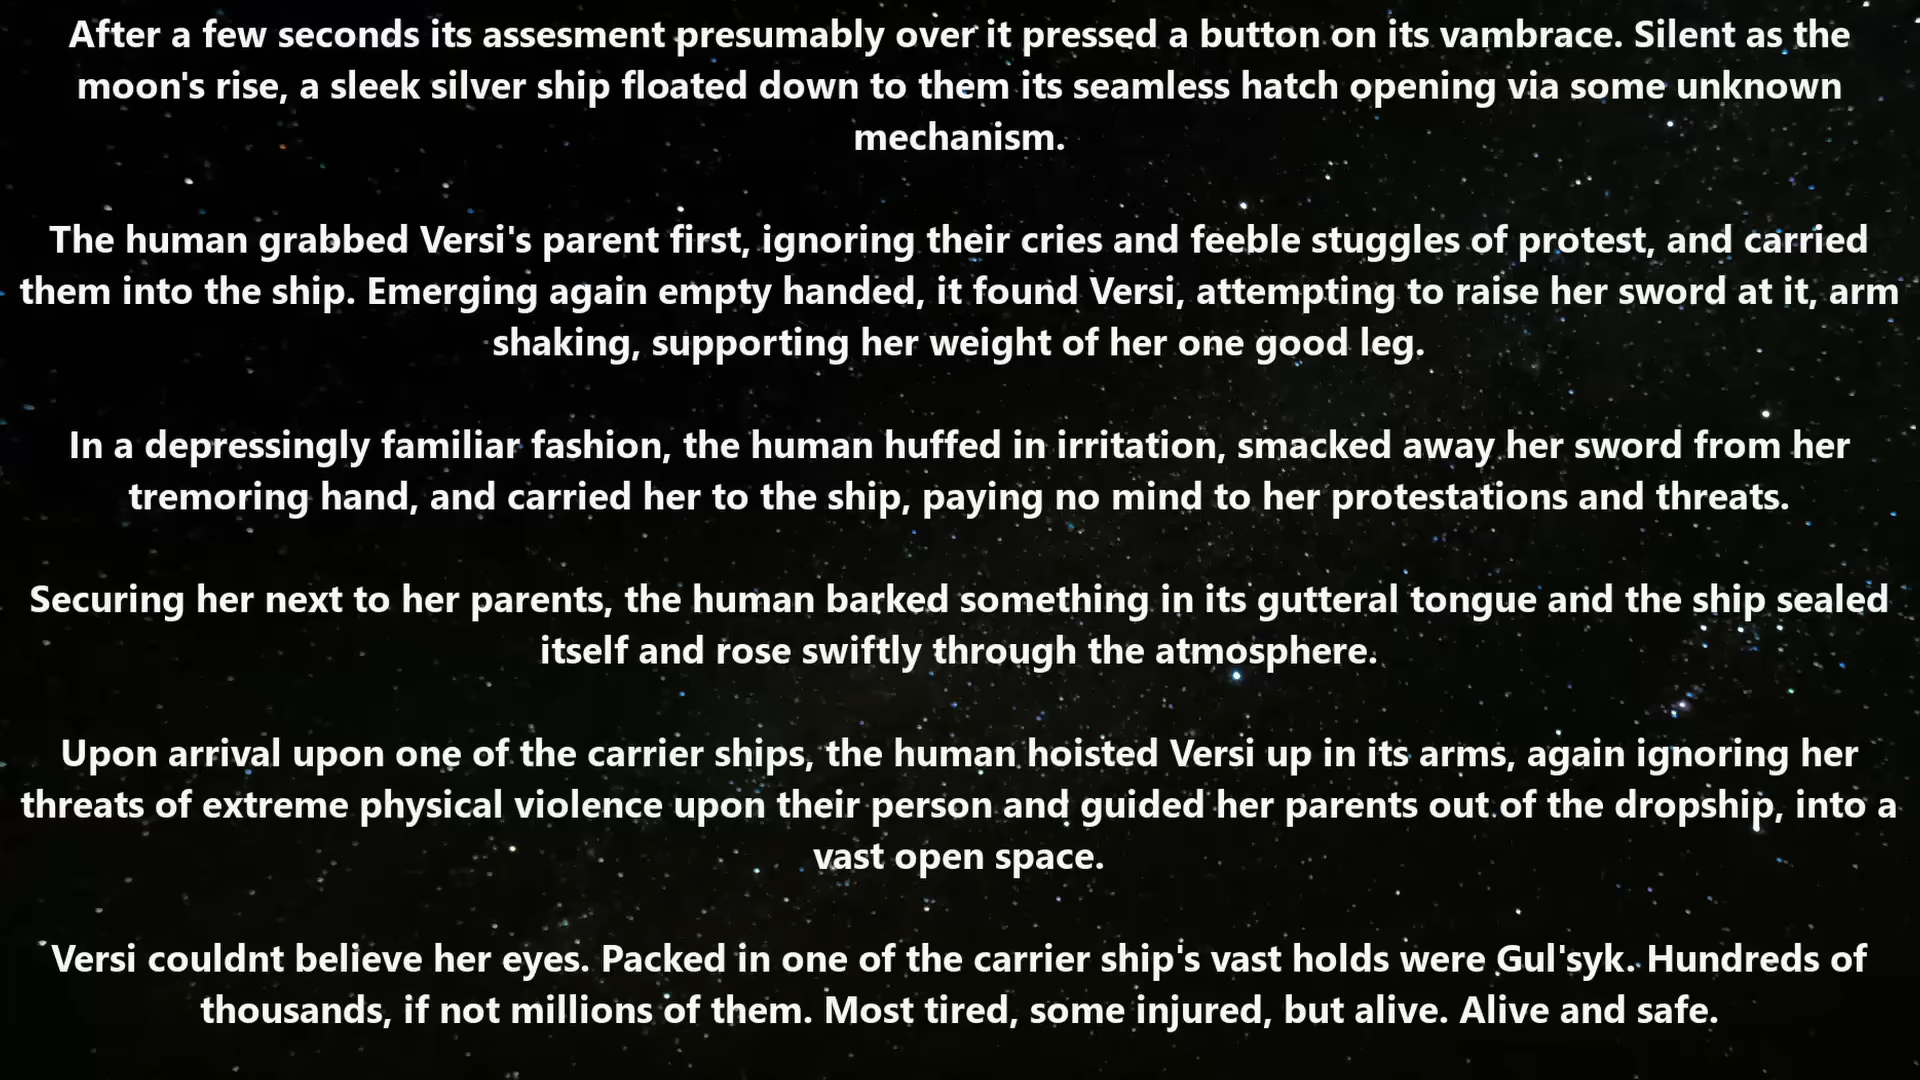 After a few seconds its assesment presumably over it pressed a button on its vambrace. Silent as the
moon's rise, a sleek silver ship floated down to them its seamless hatch opening via some unknown
mechanism.
The human grabbed Versi's parent first, ignoring their cries and feeble stuggles of protest, and carried
them into the ship. Emerging again empty handed, it found Versi, attempting to raise her sword at it, arm
shaking, supporting her weight of her one good leg.
In a depressingly familiar fashion, the human huffed in irritation, smacked away her sword from her
tremoring hand, and carried her to the ship, paying no mind to her protestations and threats.
Securing her next to her parents, the human barked something in its gutteral tongue and the ship sealed
itself and rose swiftly through the atmosphere.
Upon arrival upon one of the carrier ships, the human hoisted Versi up in its arms, again ignoring her
threats of extreme physical violence upon their person and guided her parents out of the dropship, into a
vast open space.
Versi couldnt believe her eyes. Packed in one of the carrier ship's vast holds were Gul'syk. Hundreds of
thousands, if not millions of them. Most tired, some injured, but alive. Alive and safe.